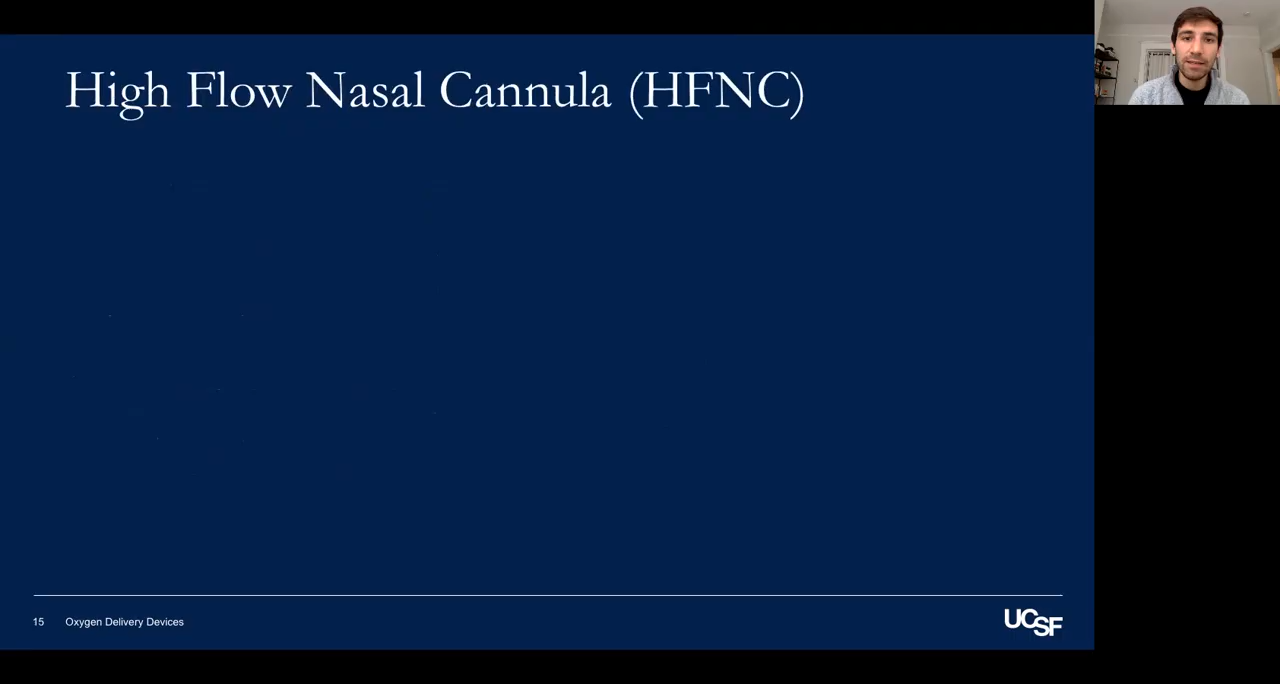 High Flow Nasal Cannula (HFNC)
15 Oxygen Delivery Devices
UCSF